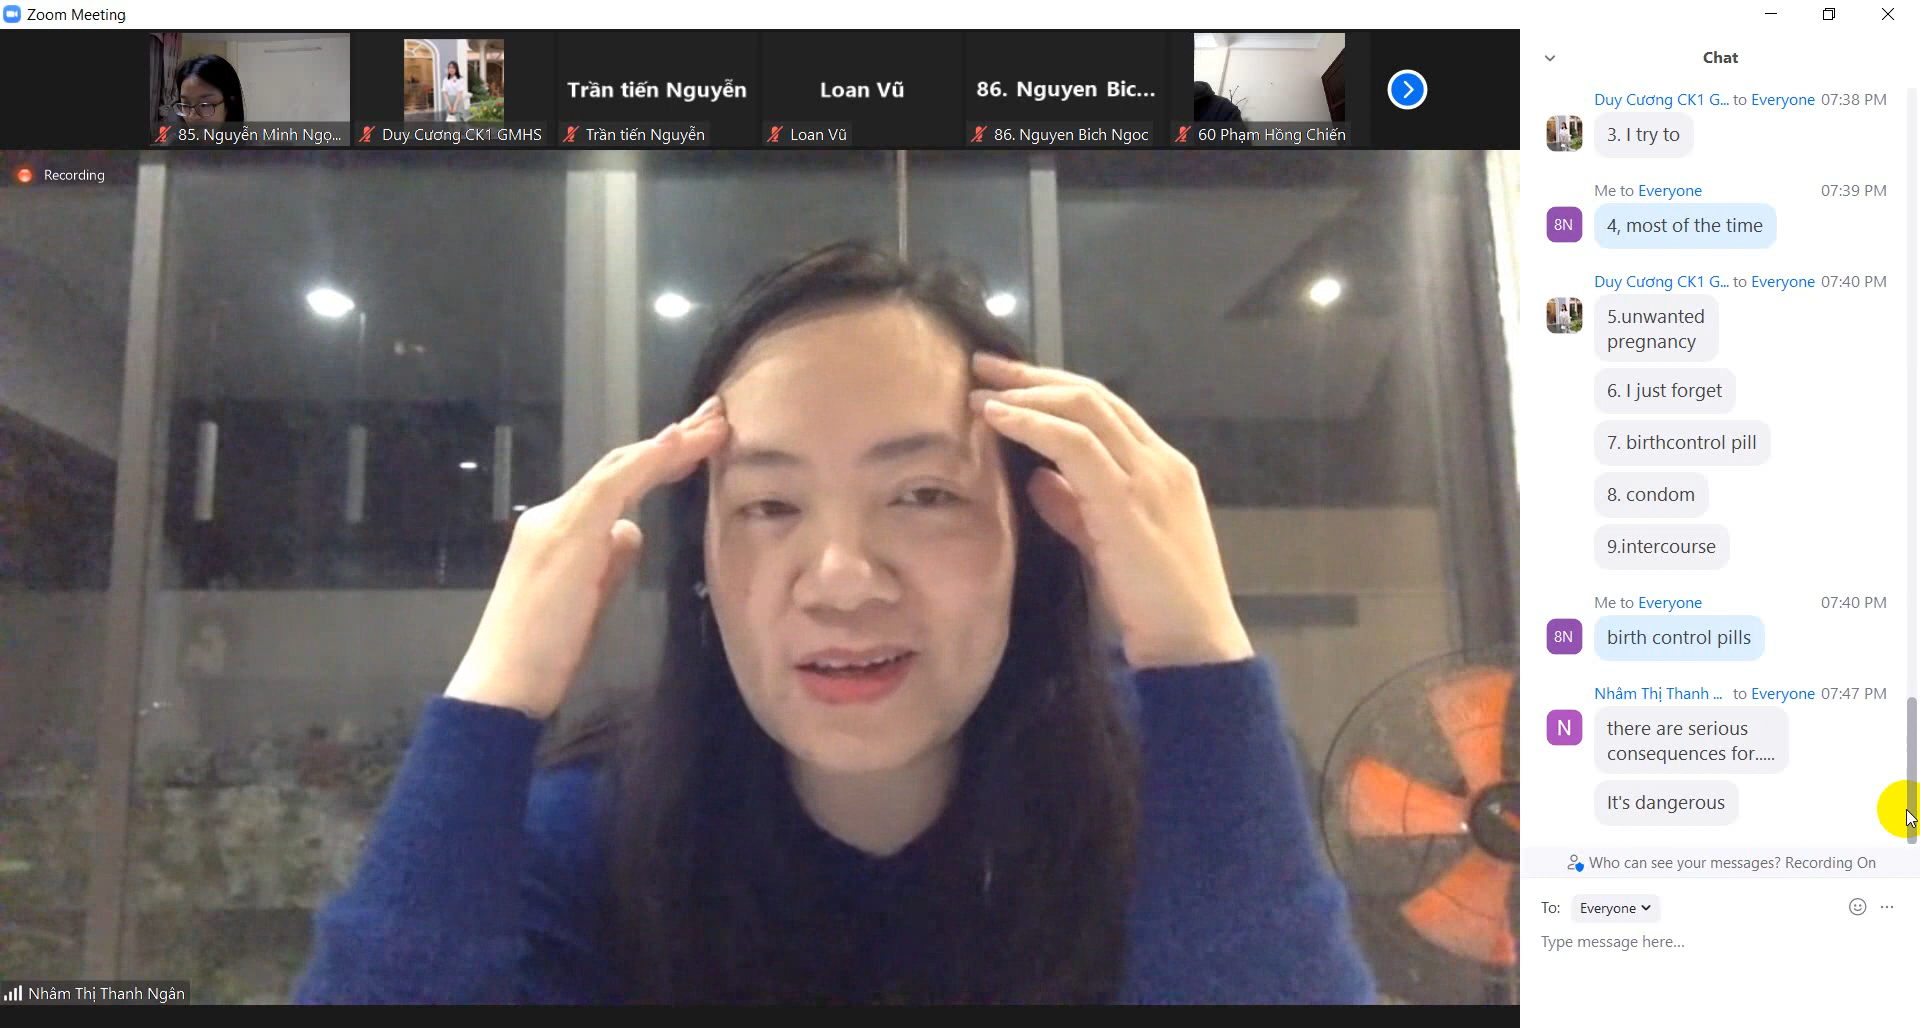 Zoom Meeting
Trần tiến Nguyễn
Loan Vũ
86. Nguyen Bic...
85. Nguyễn Minh Ngọ...
Duy Cương CK1 GMHS
Trần tiến Nguyễn
Loan Vũ
86. Nguyen Bich Ngoc
60 Phạm Hồng Chiến
Recording
Nhâm Thị Thanh Ngân
Chat
Duy Cương CK1 G... to Everyone 07:38 PM
3. I try to
Me to Everyone 07:39 PM
8N
4, most of the time
Duy Cương CK1 G... to Everyone 07:40 PM
5.unwanted
pregnancy
6. I just forget
7. birthcontrol pill
8. condom
9.intercourse
Me to Everyone 07:40 PM
8N
birth control pills
Nhâm Thị Thanh ... to Everyone 07:47 PM
N
there are serious
consequences for.....
It's dangerous
Who can see your messages? Recording On
To: Everyone
Type message here...